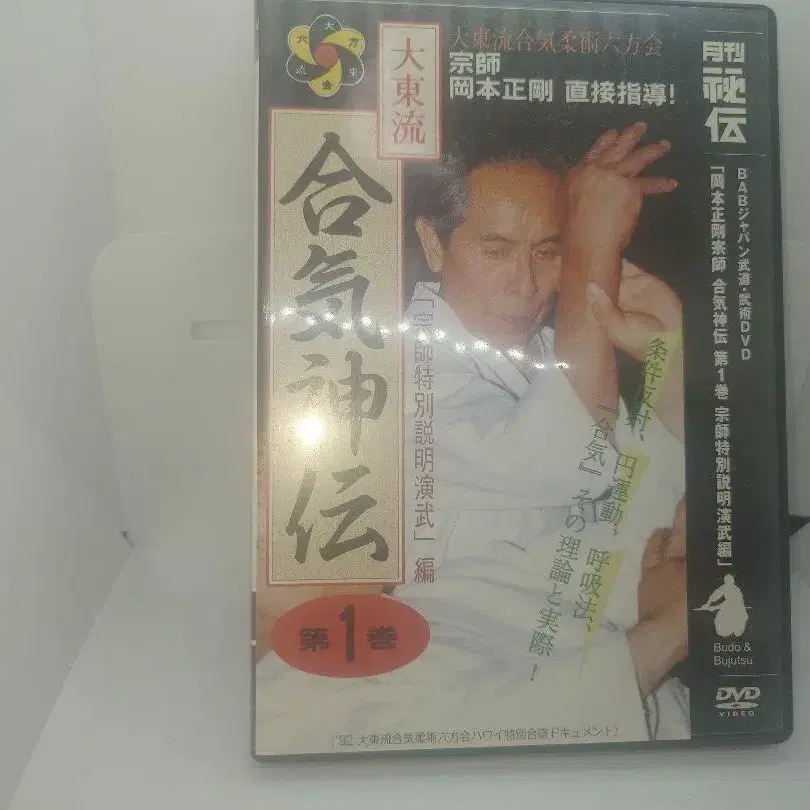 大
方
東
會
流
六
大東流合気柔術六方会
宗師
岡本正剛 直接指導!
大東流
合気神伝
「宗師特別説明演武」編
第1巻
条件反射、円運動、呼吸法、
『合気』その理論と実際!
('92 大東流合気柔術六方会ハワイ特別合宿ドキュメント)
月刊
秘伝
BABジャパン武道・武術DVD
「岡本正剛宗師 合気神伝 第1巻 宗師特別説明演武編」
Budo &
Bujutsu
DVD
VIDEO